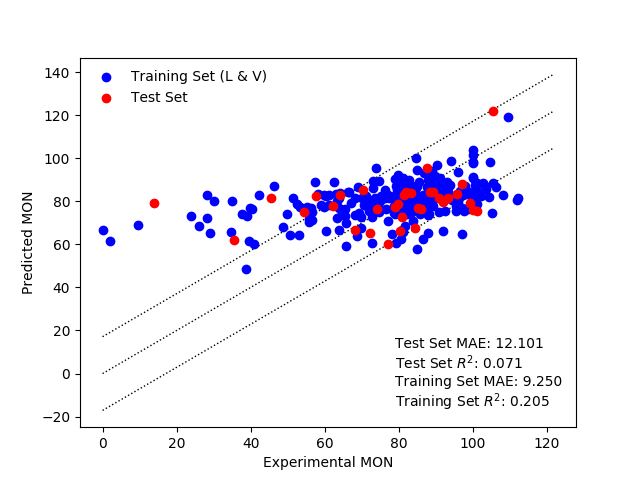 140
120
100
80
60
40
20
0
−20
Predicted MON
Training Set (L & V)
Test Set
Test Set MAE: 12.101
Test Set R²: 0.071
Training Set MAE: 9.250
Training Set R²: 0.205
0 20 40 60 80 100 120
Experimental MON